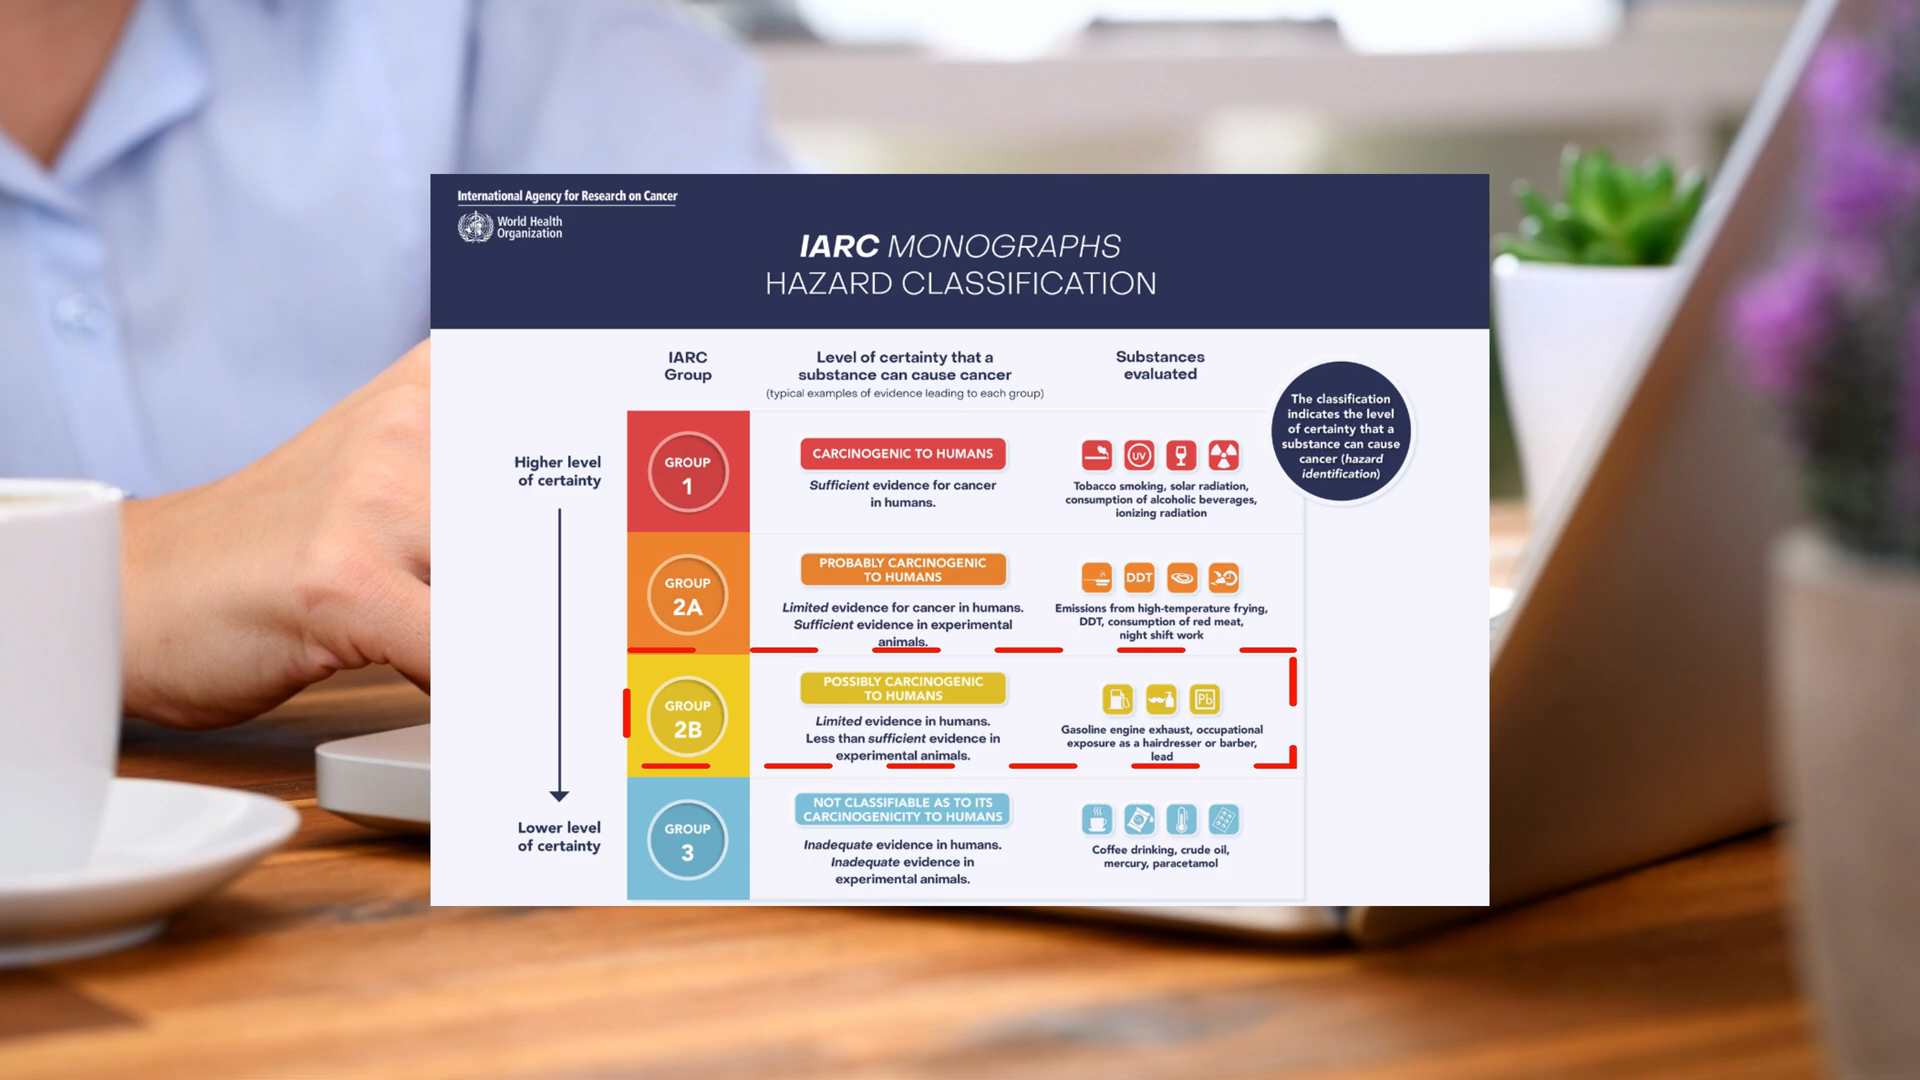 International Agency for Research on Cancer
World Health
Organization
IARC MONOGRAPHS
HAZARD CLASSIFICATION
IARC
Group
Level of certainty that a
substance can cause cancer
(typical examples of evidence leading to each group)
Substances
evaluated
The classification
indicates the level
of certainty that a
substance can cause
cancer (hazard
identification)
Higher level
of certainty
GROUP
1
CARCINOGENIC TO HUMANS
Sufficient evidence for cancer
in humans.
UV
Tobacco smoking, solar radiation,
consumption of alcoholic beverages,
ionizing radiation
GROUP
2A
PROBABLY CARCINOGENIC
TO HUMANS
Limited evidence for cancer in humans.
Sufficient evidence in experimental
animals.
DDT
Emissions from high-temperature frying,
DDT, consumption of red meat,
night shift work
GROUP
2B
POSSIBLY CARCINOGENIC
TO HUMANS
Limited evidence in humans.
Less than sufficient evidence in
experimental animals.
Pb
Gasoline engine exhaust, occupational
exposure as a hairdresser or barber,
lead
Lower level
of certainty
GROUP
3
NOT CLASSIFIABLE AS TO ITS
CARCINOGENICITY TO HUMANS
Inadequate evidence in humans.
Inadequate evidence in
experimental animals.
Coffee drinking, crude oil,
mercury, paracetamol